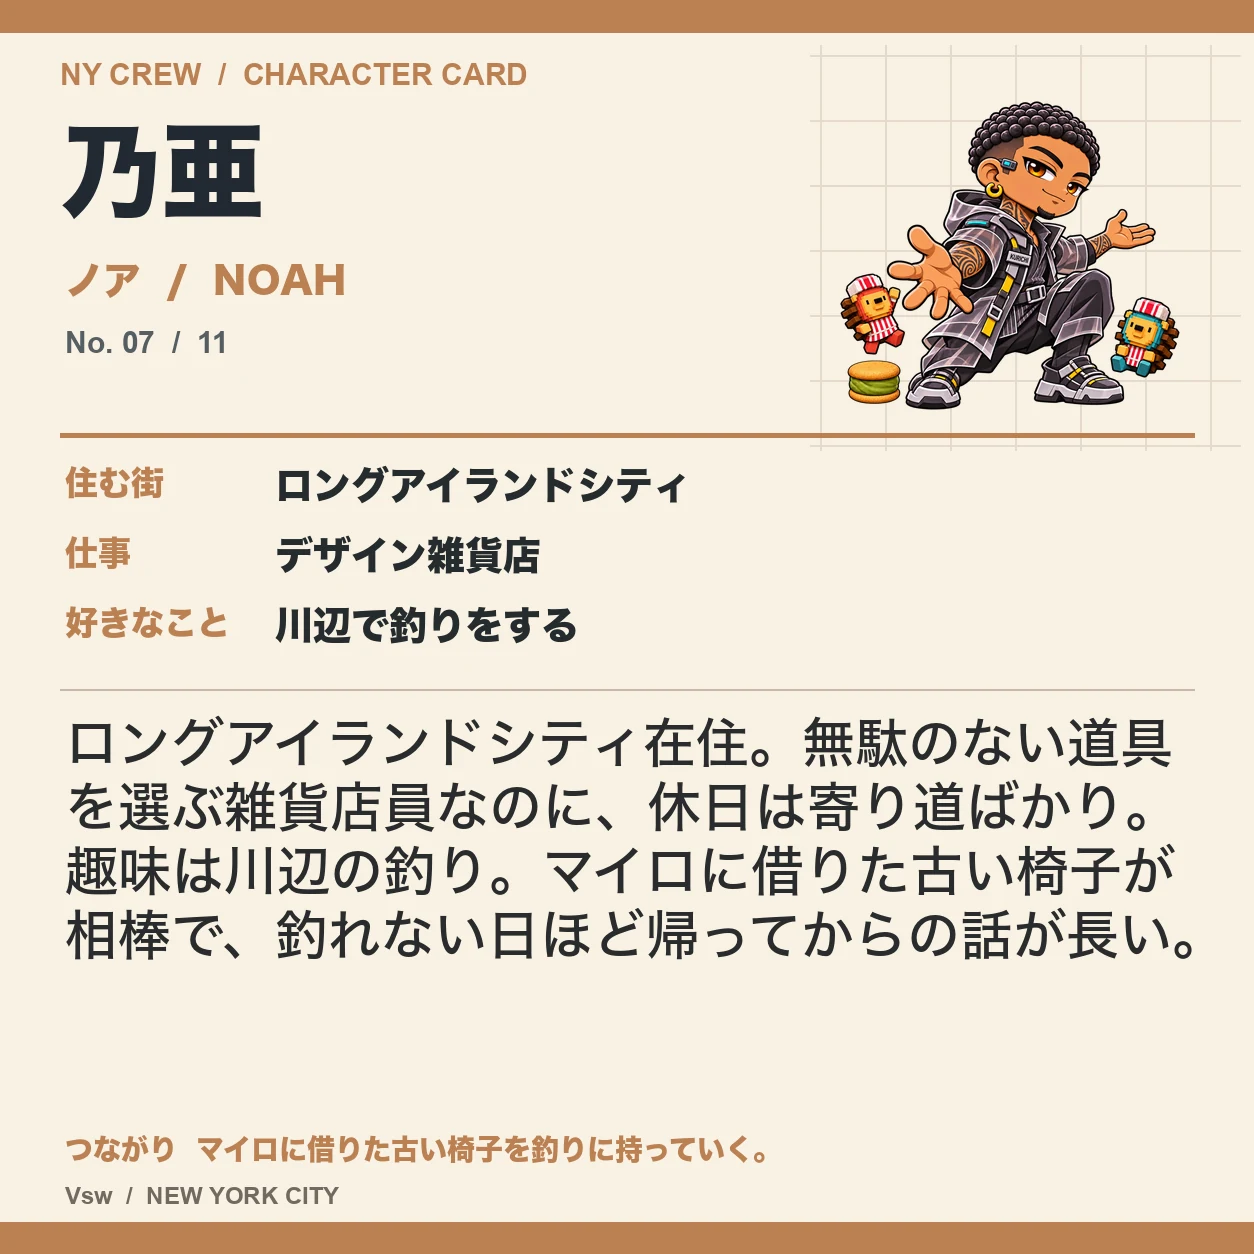 NY CREW / CHARACTER CARD
乃亜
ノア / NOAH
No. 07 / 11
KURICHI
住む街 ロングアイランドシティ
仕事 デザイン雑貨店
好きなこと 川辺で釣りをする
ロングアイランドシティ在住。無駄のない道具
を選ぶ雑貨店員なのに、休日は寄り道ばかり。
趣味は川辺の釣り。マイロに借りた古い椅子が
相棒で、釣れない日ほど帰ってからの話が長い。
つながり マイロに借りた古い椅子を釣りに持っていく。
Vsw / NEW YORK CITY